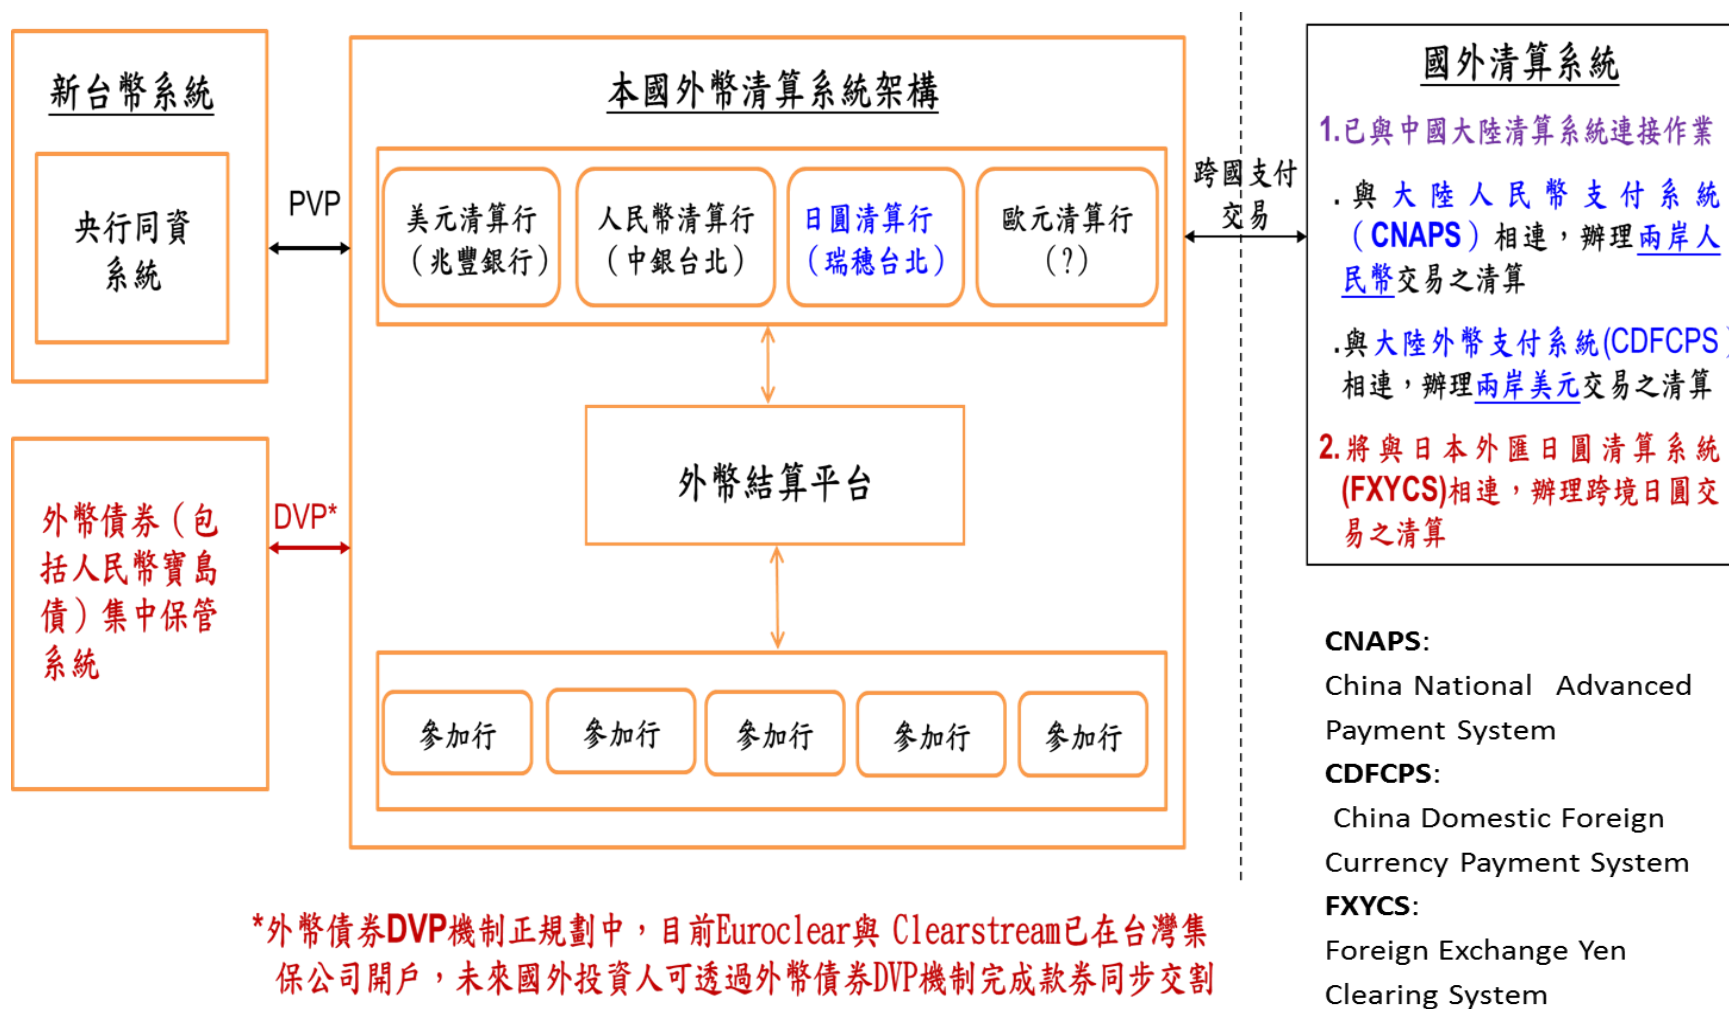 新台幣系統
央行同資
系統
PVP
外幣債券（包
括人民幣寶島
債）集中保管
系統
DVP*
本國外幣清算系統架構
美元清算行
（兆豐銀行）
人民幣清算行
（中銀台北）
日圓清算行
（瑞穗台北）
歐元清算行
（?）
外幣結算平台
參加行
參加行
參加行
參加行
參加行
跨國支付
交易
國外清算系統
1.已與中國大陸清算系統連接作業
.與大陸人民幣支付系統
（CNAPS）相連，辦理兩岸人
民幣交易之清算
.與大陸外幣支付系統(CDFCPS)
相連，辦理兩岸美元交易之清算
2.將與日本外匯日圓清算系統
(FXYCS)相連，辦理跨境日圓交
易之清算
CNAPS:
China National Advanced
Payment System
CDFCPS:
China Domestic Foreign
Currency Payment System
FXYCS:
Foreign Exchange Yen
Clearing System
*外幣債券DVP機制正規劃中，目前Euroclear與 Clearstream已在台灣集
保公司開戶，未來國外投資人可透過外幣債券DVP機制完成款券同步交割